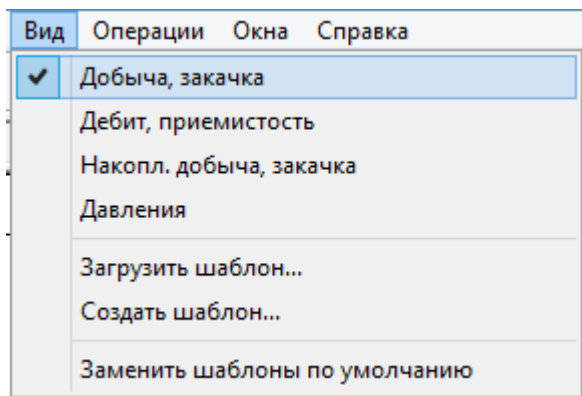 Вид Операции Окна Справка
Добыча, закачка
Дебит, приемистость
Накопл. добыча, закачка
Давления
Загрузить шаблон...
Создать шаблон...
Заменить шаблоны по умолчанию